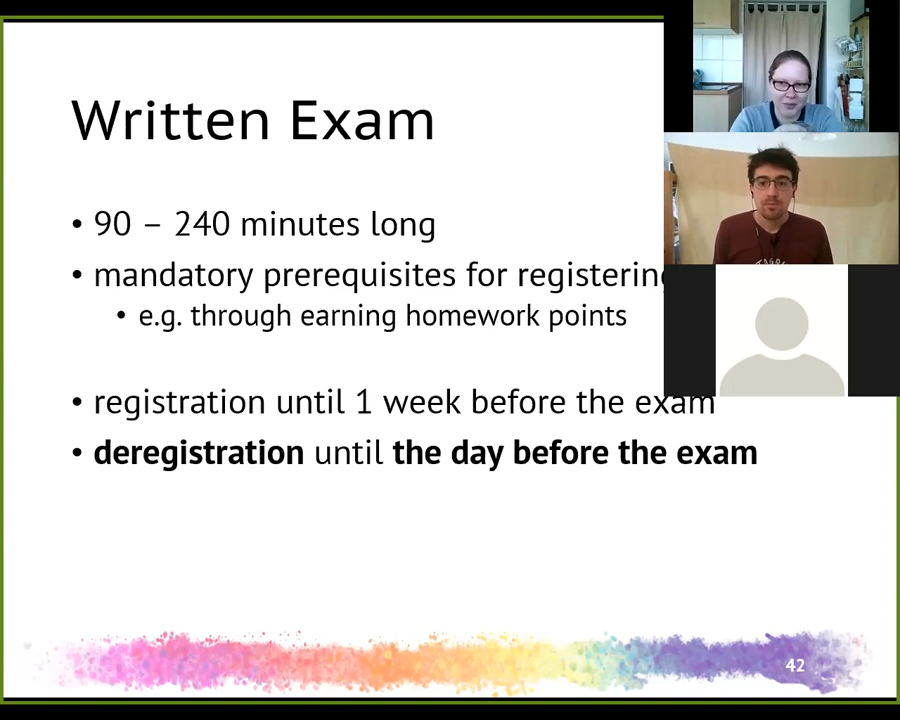 Written Exam
• 90 – 240 minutes long
• mandatory prerequisites for registering
• e.g. through earning homework points
• registration until 1 week before the exam
• deregistration until the day before the exam
42